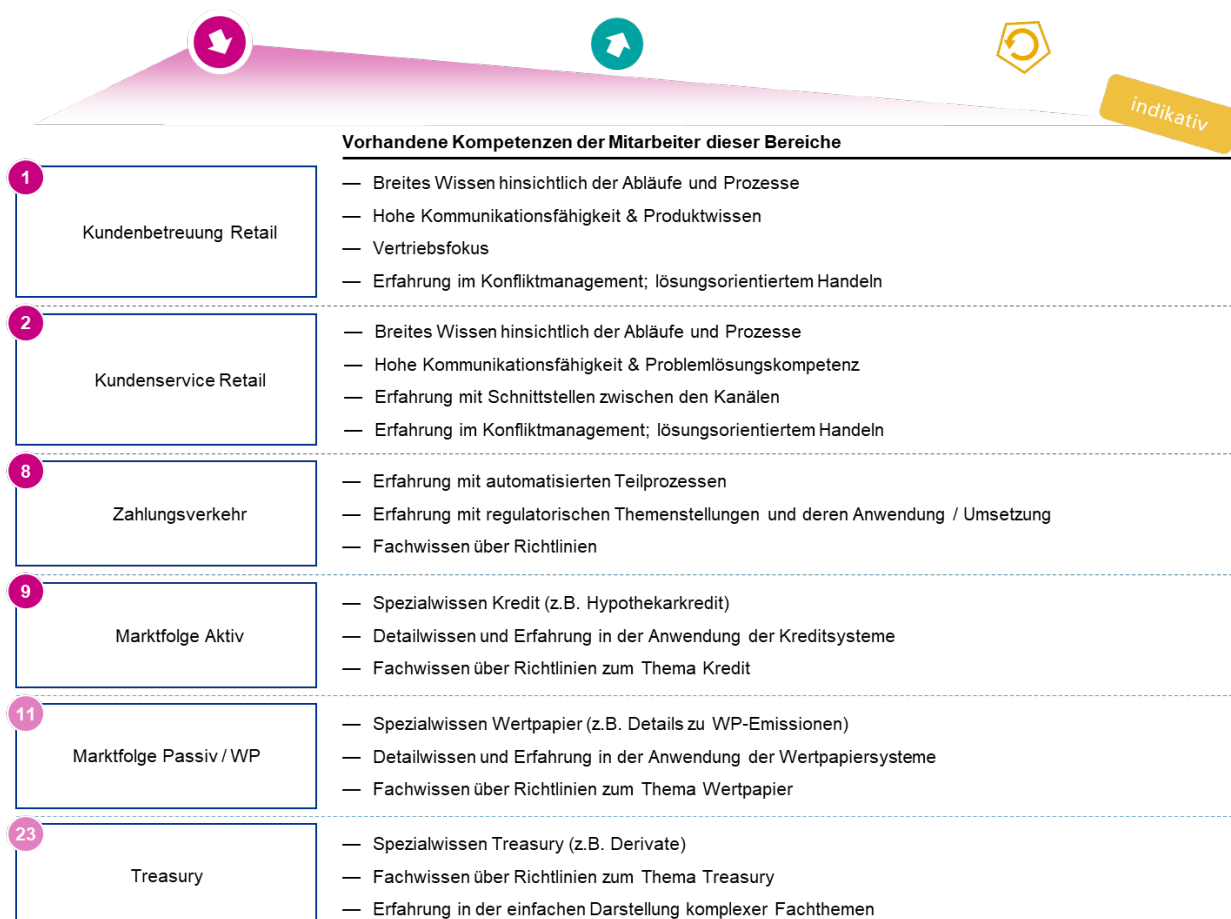 indikativ
Vorhandene Kompetenzen der Mitarbeiter dieser Bereiche
1
Kundenbetreuung Retail
— Breites Wissen hinsichtlich der Abläufe und Prozesse
— Hohe Kommunikationsfähigkeit & Produktwissen
— Vertriebsfokus
— Erfahrung im Konfliktmanagement; lösungsorientiertem Handeln
2
Kundenservice Retail
— Breites Wissen hinsichtlich der Abläufe und Prozesse
— Hohe Kommunikationsfähigkeit & Problemlösungskompetenz
— Erfahrung mit Schnittstellen zwischen den Kanälen
— Erfahrung im Konfliktmanagement; lösungsorientiertem Handeln
8
Zahlungsverkehr
— Erfahrung mit automatisierten Teilprozessen
— Erfahrung mit regulatorischen Themenstellungen und deren Anwendung / Umsetzung
— Fachwissen über Richtlinien
9
Marktfolge Aktiv
— Spezialwissen Kredit (z.B. Hypothekarkredit)
— Detailwissen und Erfahrung in der Anwendung der Kreditsysteme
— Fachwissen über Richtlinien zum Thema Kredit
11
Marktfolge Passiv / WP
— Spezialwissen Wertpapier (z.B. Details zu WP-Emissionen)
— Detailwissen und Erfahrung in der Anwendung der Wertpapiersysteme
— Fachwissen über Richtlinien zum Thema Wertpapier
23
Treasury
— Spezialwissen Treasury (z.B. Derivate)
— Fachwissen über Richtlinien zum Thema Treasury
— Erfahrung in der einfachen Darstellung komplexer Fachthemen